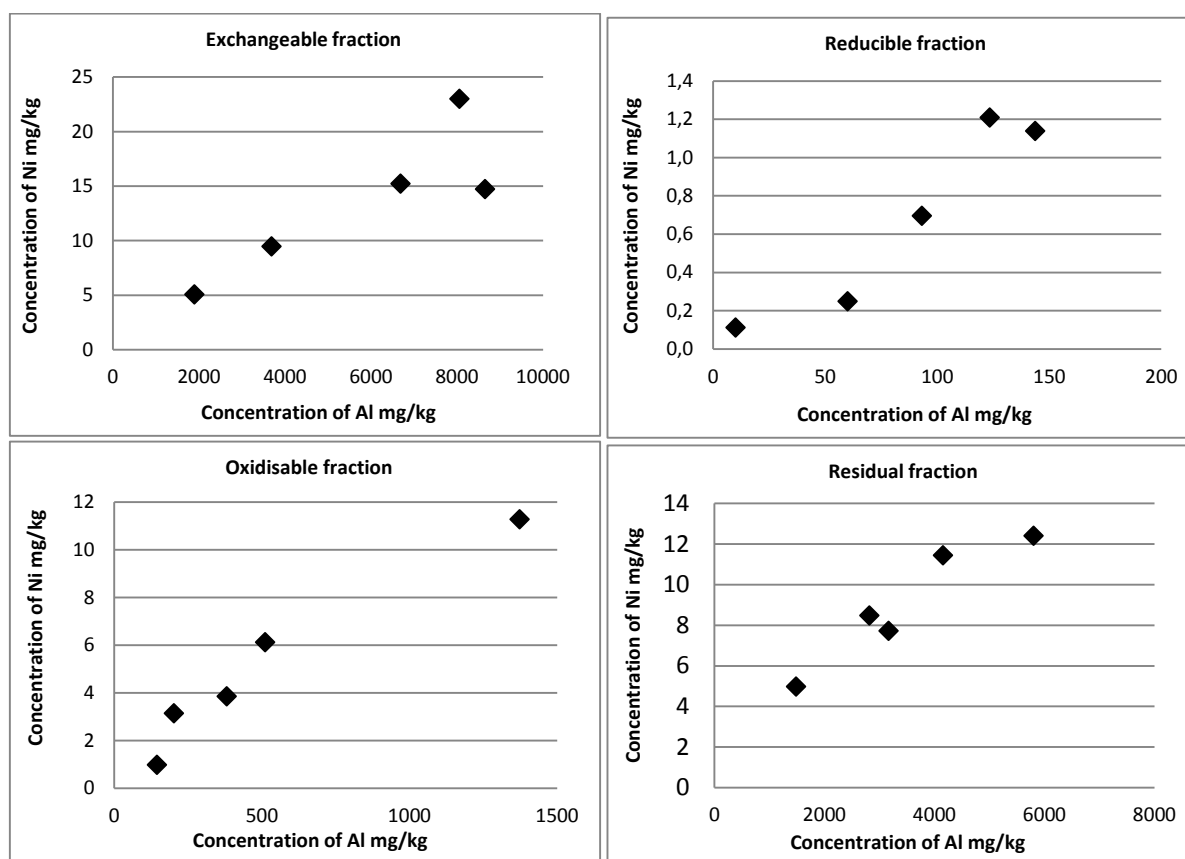 Exchangeable fraction
Concentration of Ni mg/kg
25
20
15
10
5
0
0 2000 4000 6000 8000 10000
Concentration of Al mg/kg
Reducible fraction
Concentration of Ni mg/kg
1,4
1,2
1,0
0,8
0,6
0,4
0,2
0,0
0 50 100 150 200
Concentration of Al mg/kg
Oxidisable fraction
Concentration of Ni mg/kg
12
10
8
6
4
2
0
0 500 1000 1500
Concentration of Al mg/kg
Residual fraction
Concentration of Ni mg/kg
14
12
10
8
6
4
2
0
0 2000 4000 6000 8000
Concentration of Al mg/kg